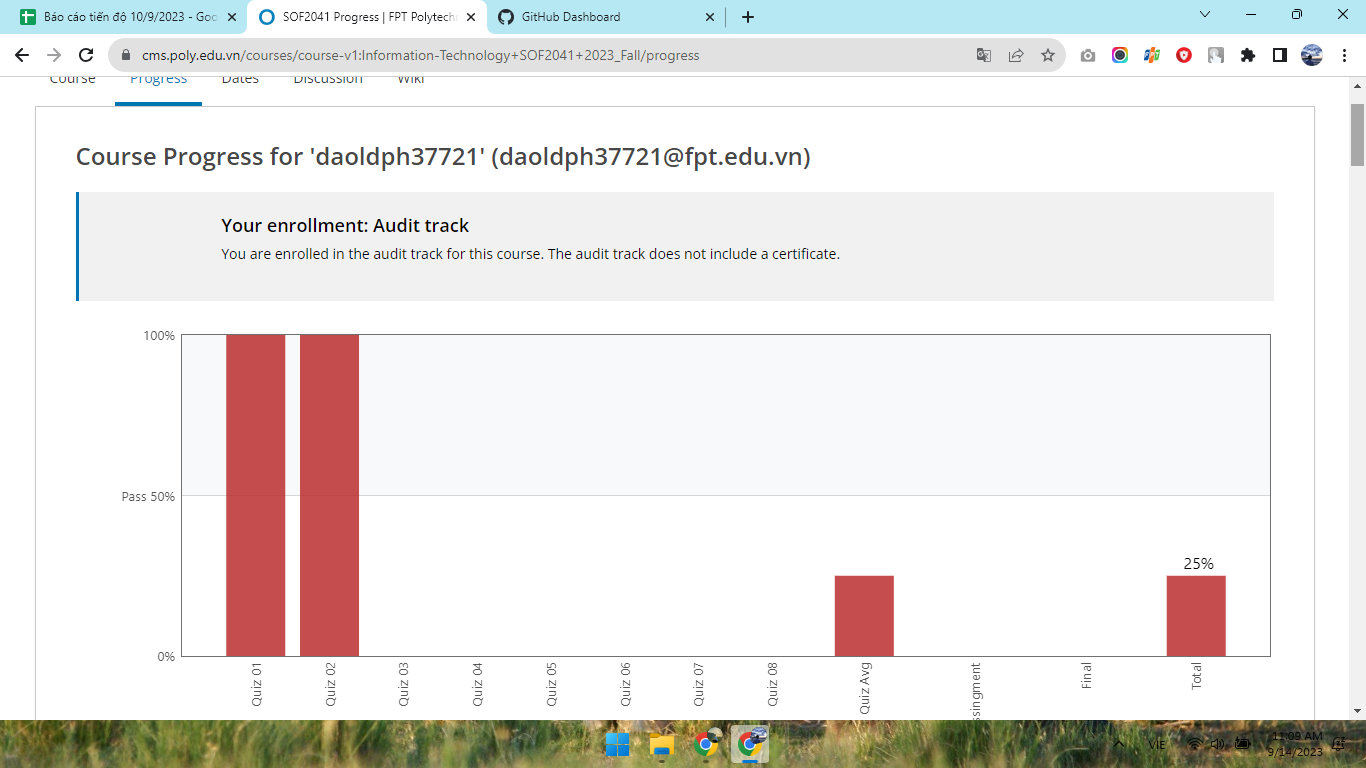 Báo cáo tiến độ 10/9/2023 - Goo
SOF2041 Progress | FPT Polytech
GitHub Dashboard
cms.poly.edu.vn/courses/course-v1:Information-Technology+SOF2041+2023_Fall/progress
Course Progress Dates Discussion Wiki
Course Progress for 'daoldph37721' (daoldph37721@fpt.edu.vn)
Your enrollment: Audit track
You are enrolled in the audit track for this course. The audit track does not include a certificate.
100%
Pass 50%
0%
25%
Quiz 01
Quiz 02
Quiz 03
Quiz 04
Quiz 05
Quiz 06
Quiz 07
Quiz 08
Quiz Avg
ssingment
Final
Total
VIE
11:09 AM
9/14/2023